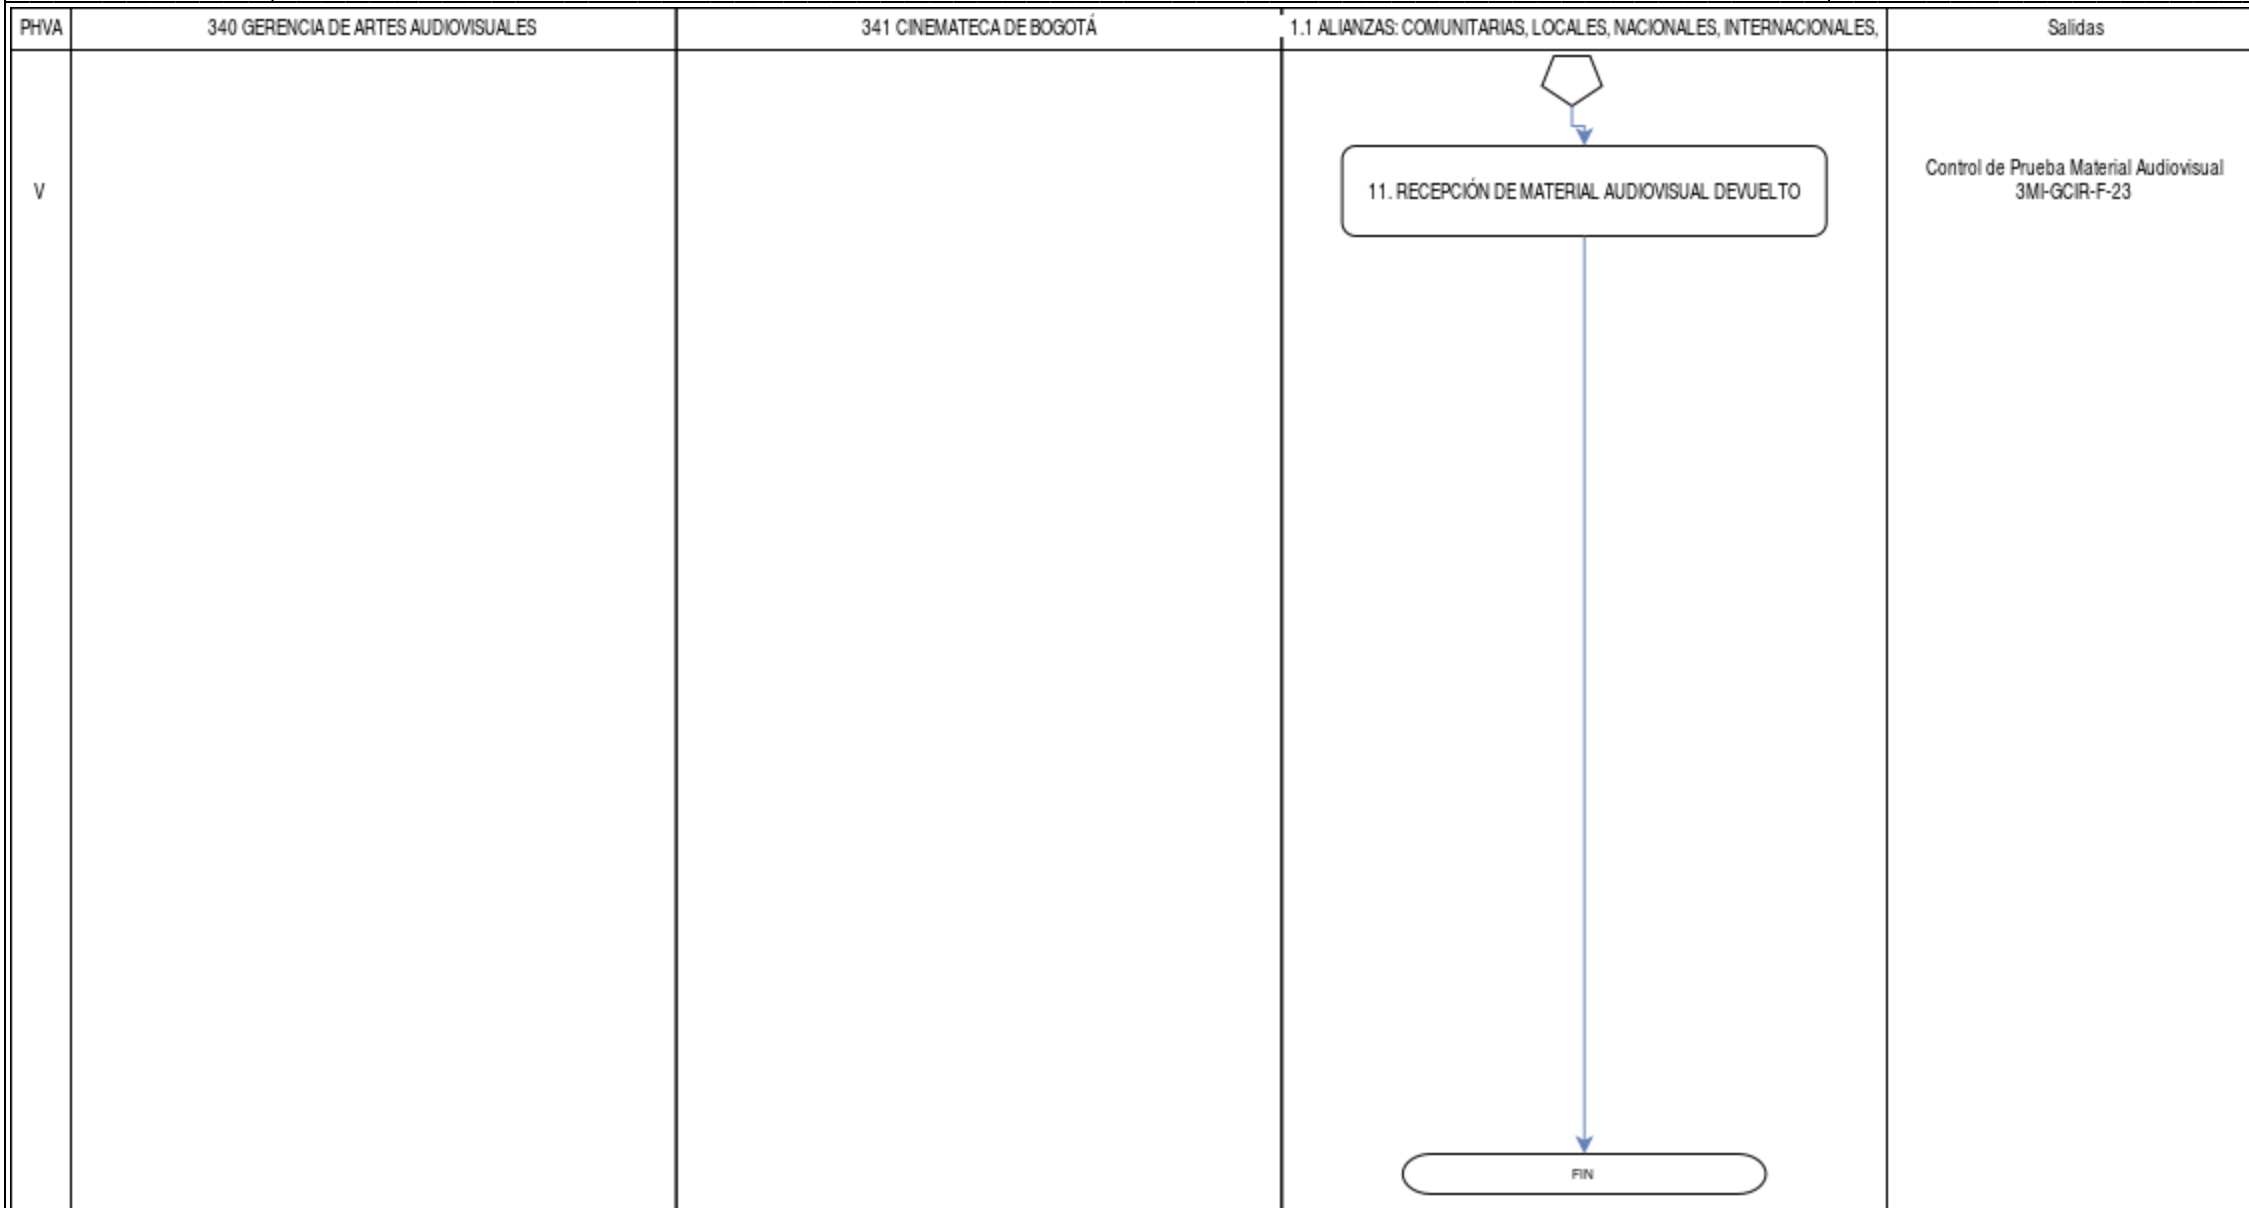 PHVA
340 GERENCIA DE ARTES AUDIOVISUALES
341 CINEMATECA DE BOGOTÁ
1.1 ALIANZAS: COMUNITARIAS, LOCALES, NACIONALES, INTERNACIONALES,
Salidas
V
11. RECEPCIÓN DE MATERIAL AUDIOVISUAL DEVUELTO
Control de Prueba Material Audiovisual
3MI-GCIR-F-23
FIN